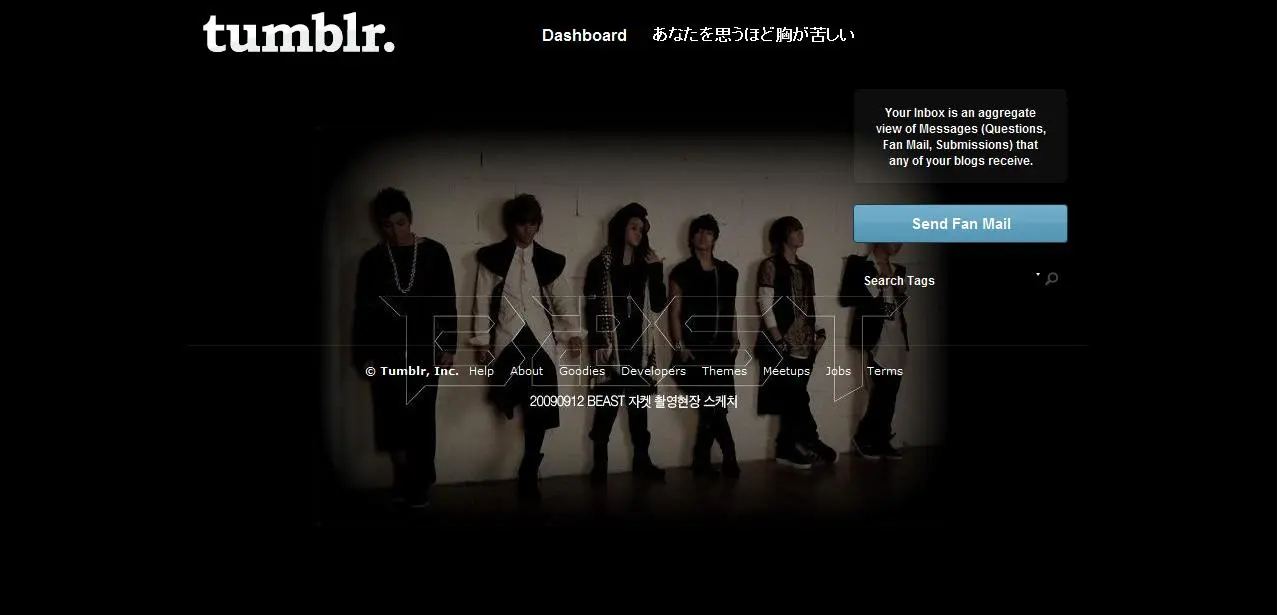 tumblr.
Dashboard あなたを思うほど胸が苦しい
Your Inbox is an aggregate
view of Messages (Questions,
Fan Mail, Submissions) that
any of your blogs receive.
Send Fan Mail
Search Tags
BEAST
© Tumblr, Inc. Help About Goodies Developers Themes Meetups Jobs Terms
20090912 BEAST 자켓 촬영현장 스케치